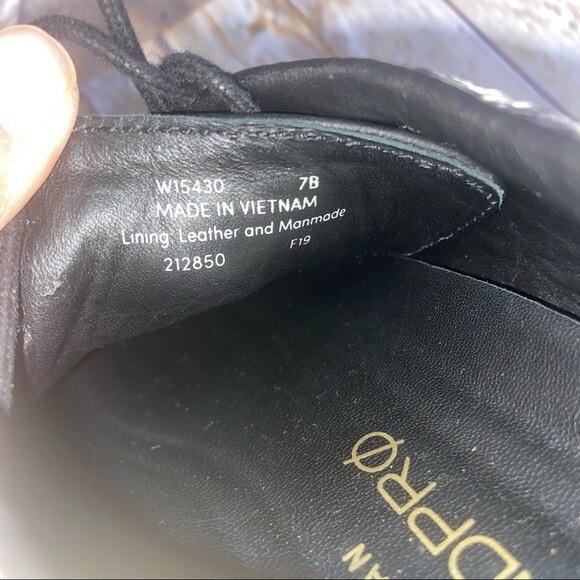 W15430 7B
MADE IN VIETNAM
Lining: Leather and Manmade
F19
212850